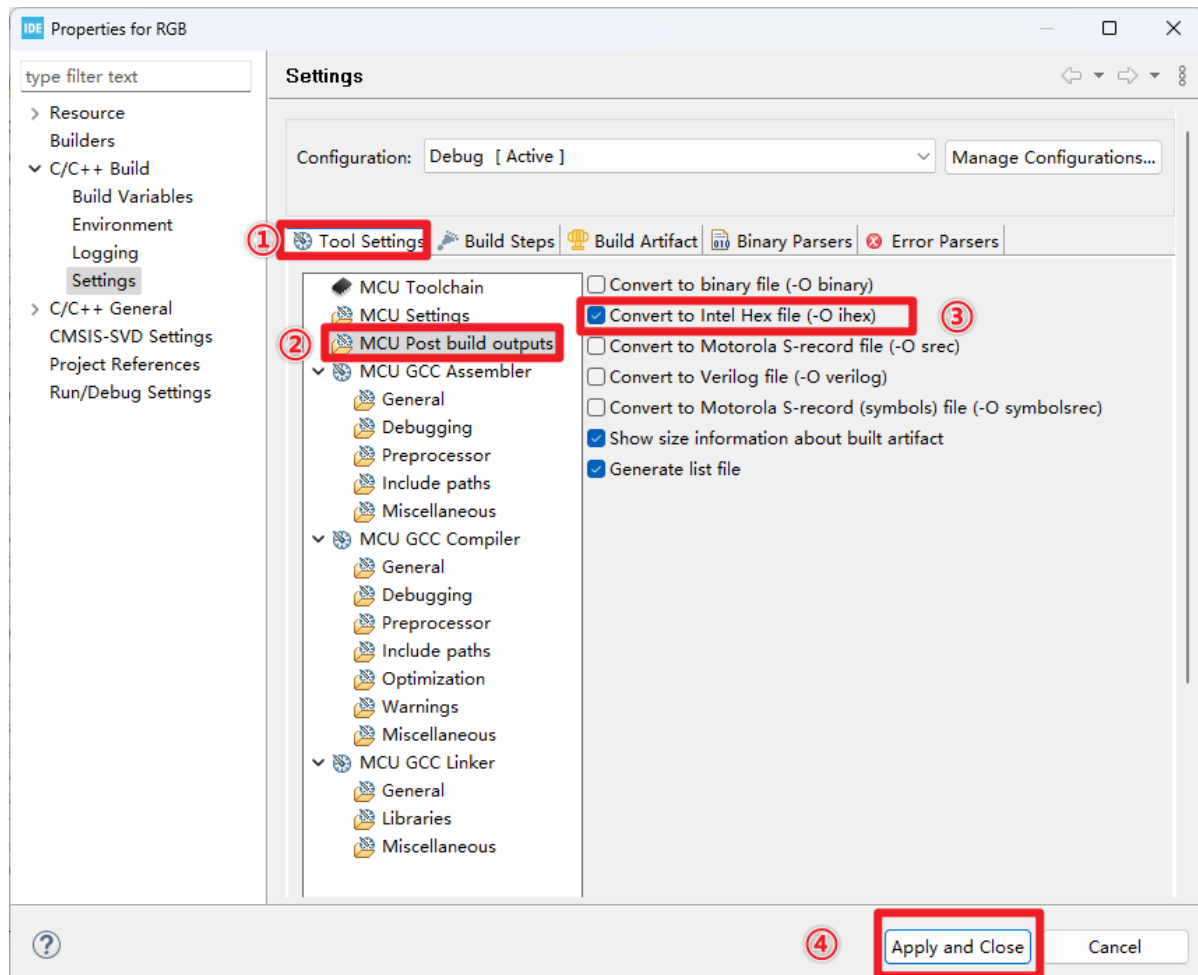 IDE Properties for RGB
type filter text
Resource
Builders
C/C++ Build
Build Variables
Environment
Logging
Settings
C/C++ General
CMSIS-SVD Settings
Project References
Run/Debug Settings
Settings
Configuration: Debug [ Active ] Manage Configurations...
① Tool Settings Build Steps Build Artifact 010 Binary Parsers Error Parsers
MCU Toolchain
MCU Settings
② MCU Post build outputs
MCU GCC Assembler
General
Debugging
Preprocessor
Include paths
Miscellaneous
MCU GCC Compiler
General
Debugging
Preprocessor
Include paths
Optimization
Warnings
Miscellaneous
MCU GCC Linker
General
Libraries
Miscellaneous
Convert to binary file (-O binary)
Convert to Intel Hex file (-O ihex) ③
Convert to Motorola S-record file (-O srec)
Convert to Verilog file (-O verilog)
Convert to Motorola S-record (symbols) file (-O symbolsrec)
Show size information about built artifact
Generate list file
? ④ Apply and Close Cancel